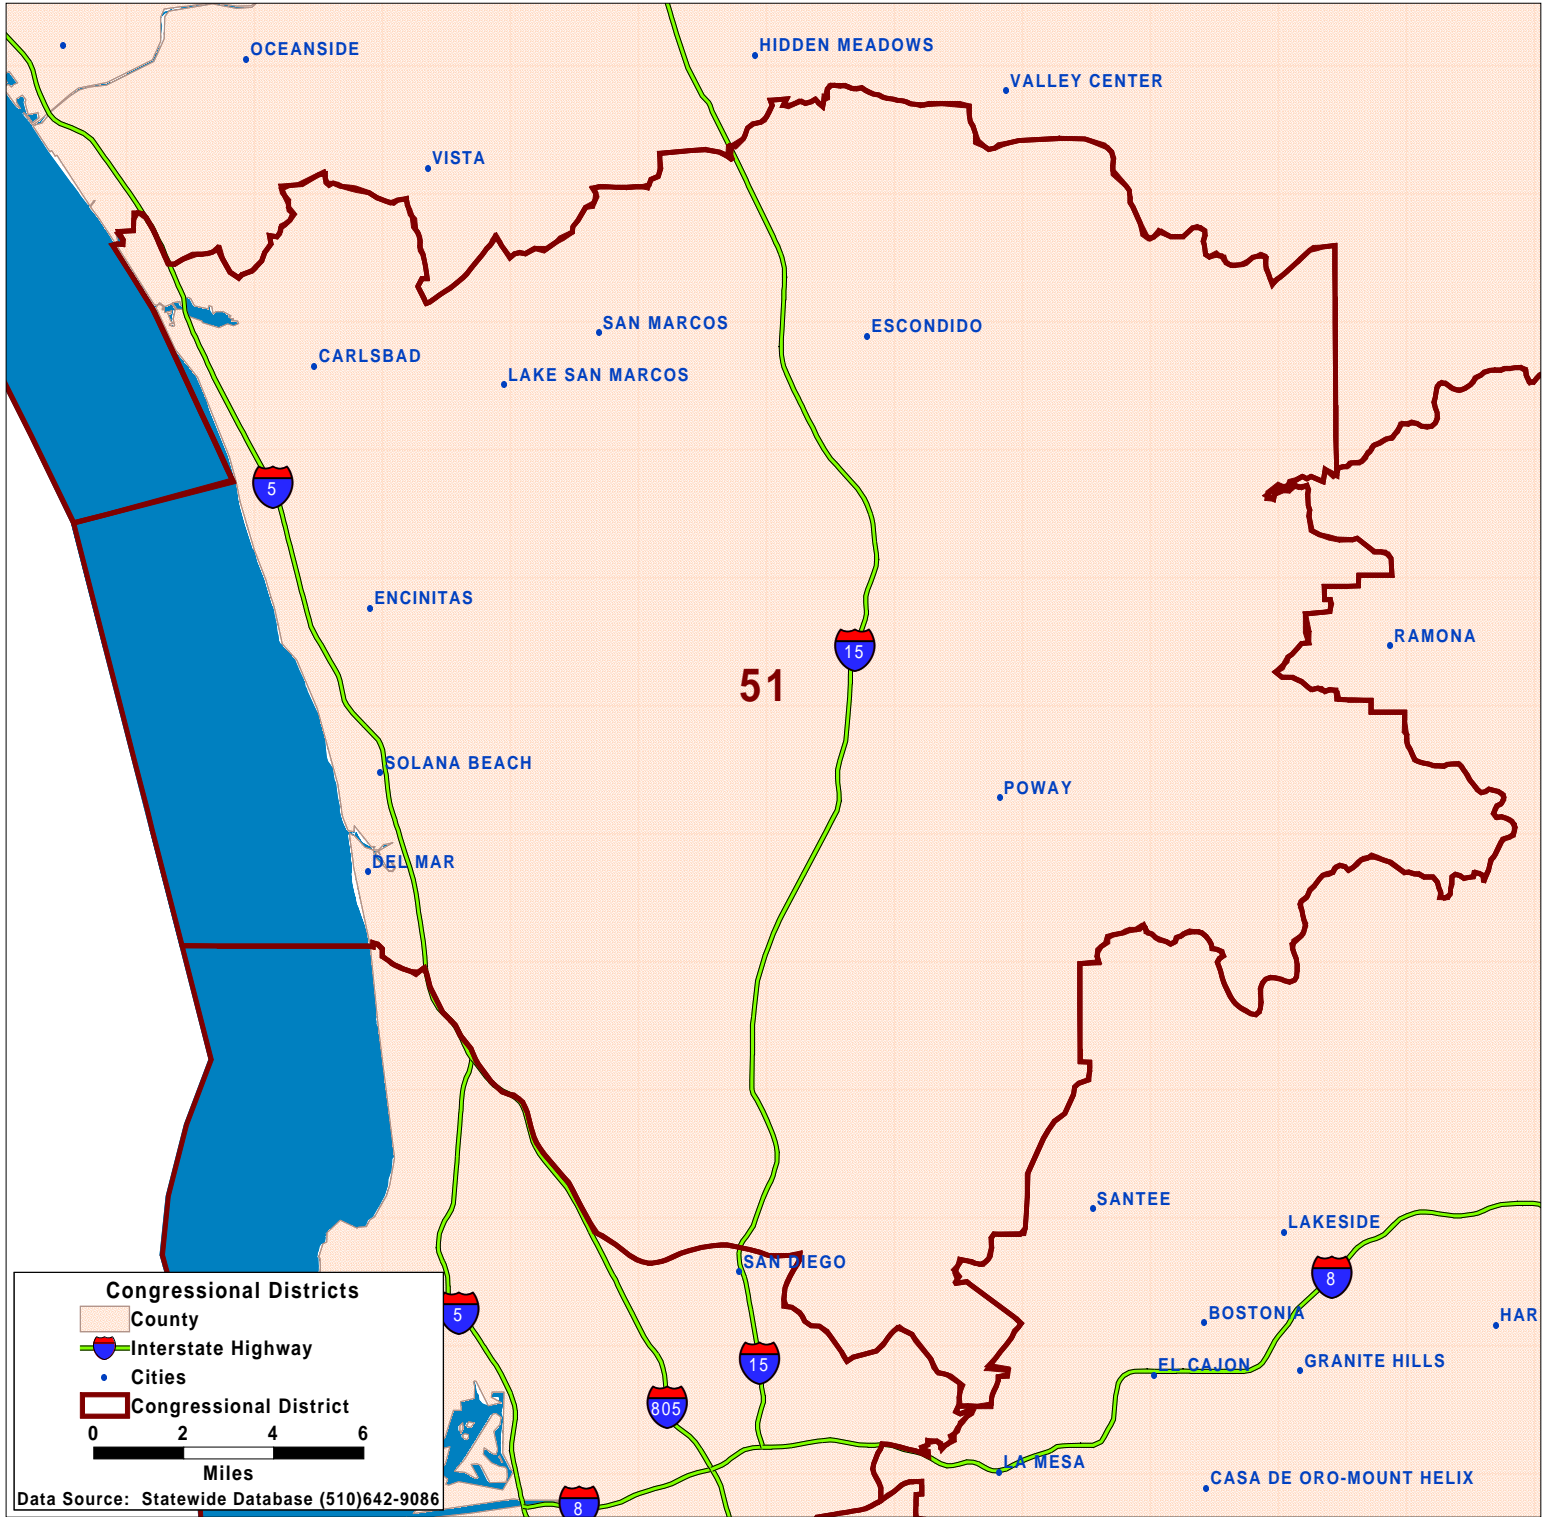 HIDDEN MEADOWS
OCEANSIDE
VALLEY CENTER
VISTA
SAN MARCOS
ESCONDIDO
CARLSBAD
LAKE SAN MARCOS
5
ENCINITAS
RAMONA
15
51
SOLANA BEACH
POWAY
DEL MAR
SANTEE
LAKESIDE
SAN DIEGO
8
5
BOSTONIA
HAR
15
EL CAJON
GRANITE HILLS
805
LA MESA
CASA DE ORO-MOUNT HELIX
8
Congressional Districts
County
Interstate Highway
Cities
Congressional District
0 2 4 6
Miles
Data Source: Statewide Database (510)642-9086